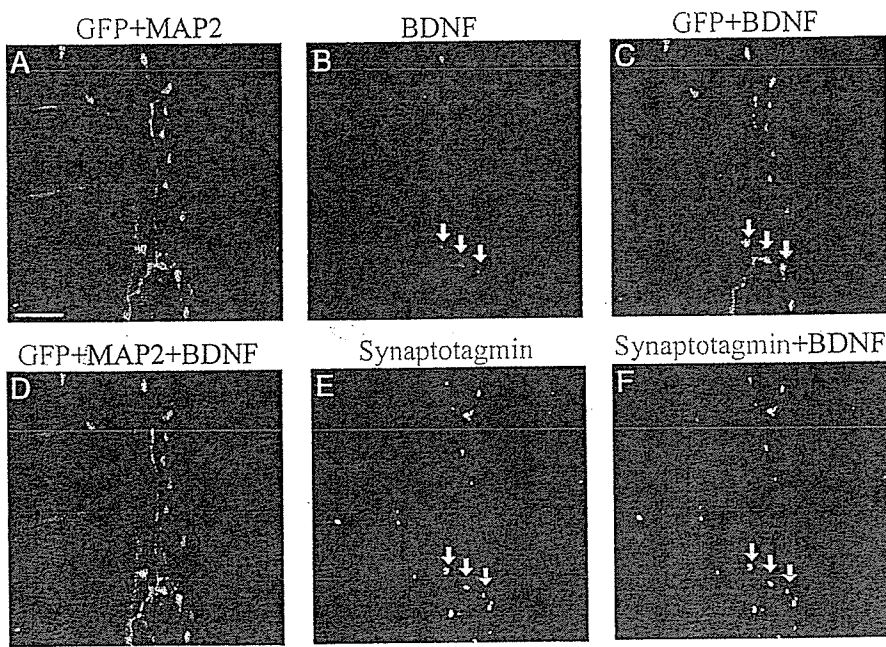 GFP+MAP2
BDNF
GFP+BDNF
A
B
C
GFP+MAP2+BDNF
Synaptotagmin
Synaptotagmin+BDNF
D
E
F